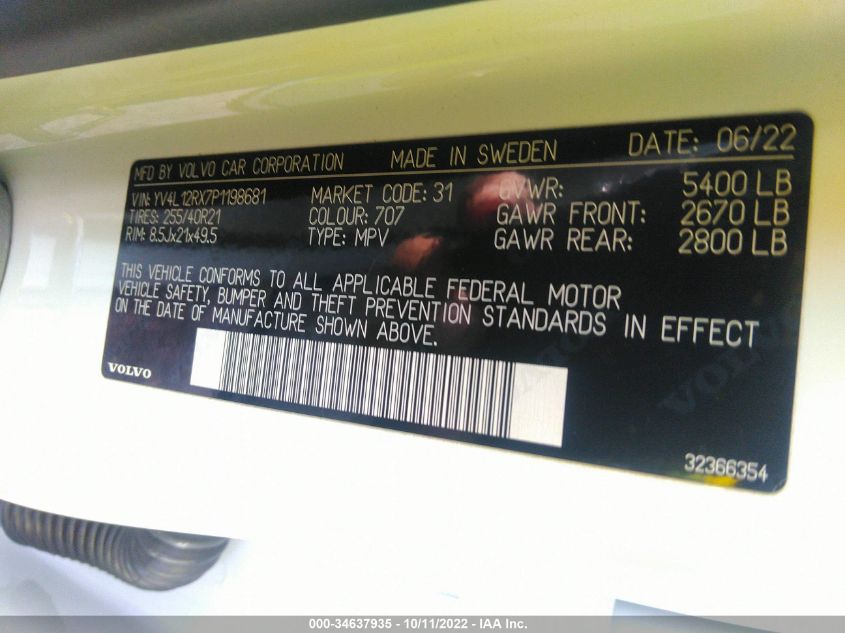 MFD BY VOLVO CAR CORPORATION MADE IN SWEDEN DATE: 06/22
VIN: YV4L12RX7P1198681 MARKET CODE: 31 GVWR: 5400 LB
TIRES: 255/40R21 COLOUR: 707 GAWR FRONT: 2670 LB
RIM: 8.5Jx21x49.5 TYPE: MPV GAWR REAR: 2800 LB
THIS VEHICLE CONFORMS TO ALL APPLICABLE FEDERAL MOTOR
VEHICLE SAFETY, BUMPER AND THEFT PREVENTION STANDARDS IN EFFECT
ON THE DATE OF MANUFACTURE SHOWN ABOVE.
VOLVO
32366354
000-34637935 - 10/11/2022 - IAA Inc.